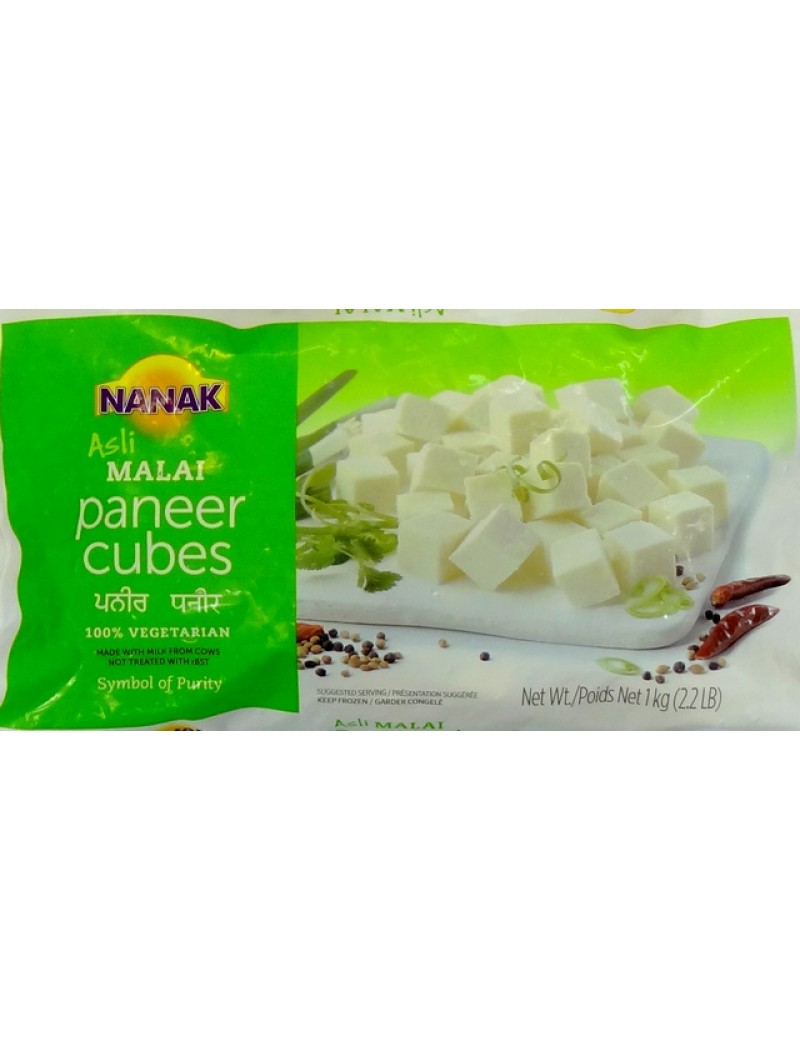 NANAK
Asli
MALAI
paneer
cubes
ਪਨੀਰ पनीर
100% VEGETARIAN
MADE WITH MILK FROM COWS
NOT TREATED WITH rBST
Symbol of Purity
SUGGESTED SERVING / PRÉSENTATION SUGGÉRÉE
KEEP FROZEN / GARDER CONGELÉ
Net Wt./Poids Net 1 kg (2.2 LB)
Asli MALAI